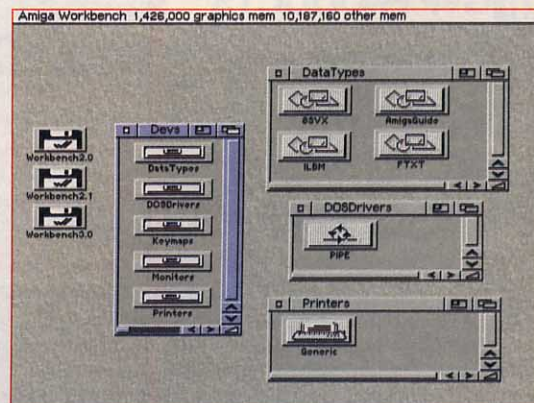 Amiga Workbench 1,426,000 graphics mem 10,187,160 other mem
DataTypes
8SVX
AmigaGuide
ILBM
FTXT
Devs
DataTypes
DOSDrivers
Keymaps
Monitors
Printers
Workbench2.0
Workbench2.1
Workbench3.0
DOSDrivers
PIPE
Printers
Generic